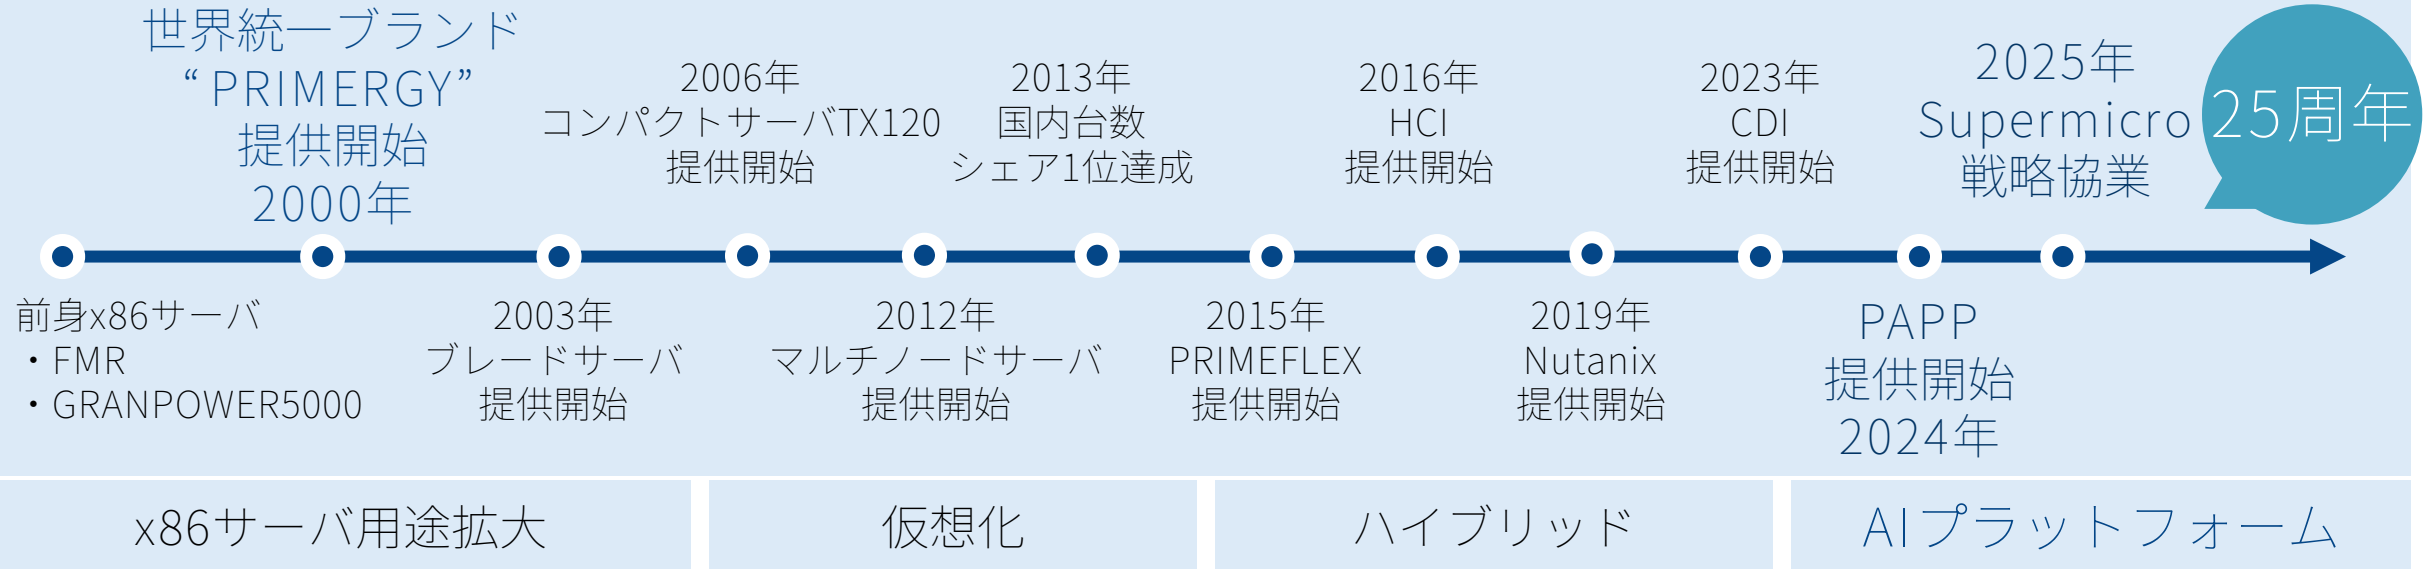 世界統一ブランド
“PRIMERGY”
提供開始
2000年
2006年
コンパクトサーバTX120
提供開始
2013年
国内台数
シェア1位達成
2016年
HCI
提供開始
2023年
CDI
提供開始
2025年
Supermicro
戦略協業
25周年
前身x86サーバ
・FMR
・GRANPOWER5000
2003年
ブレードサーバ
提供開始
2012年
マルチノードサーバ
提供開始
2015年
PRIMEFLEX
提供開始
2019年
Nutanix
提供開始
PAPP
提供開始
2024年
x86サーバ用途拡大
仮想化
ハイブリッド
AIプラットフォーム